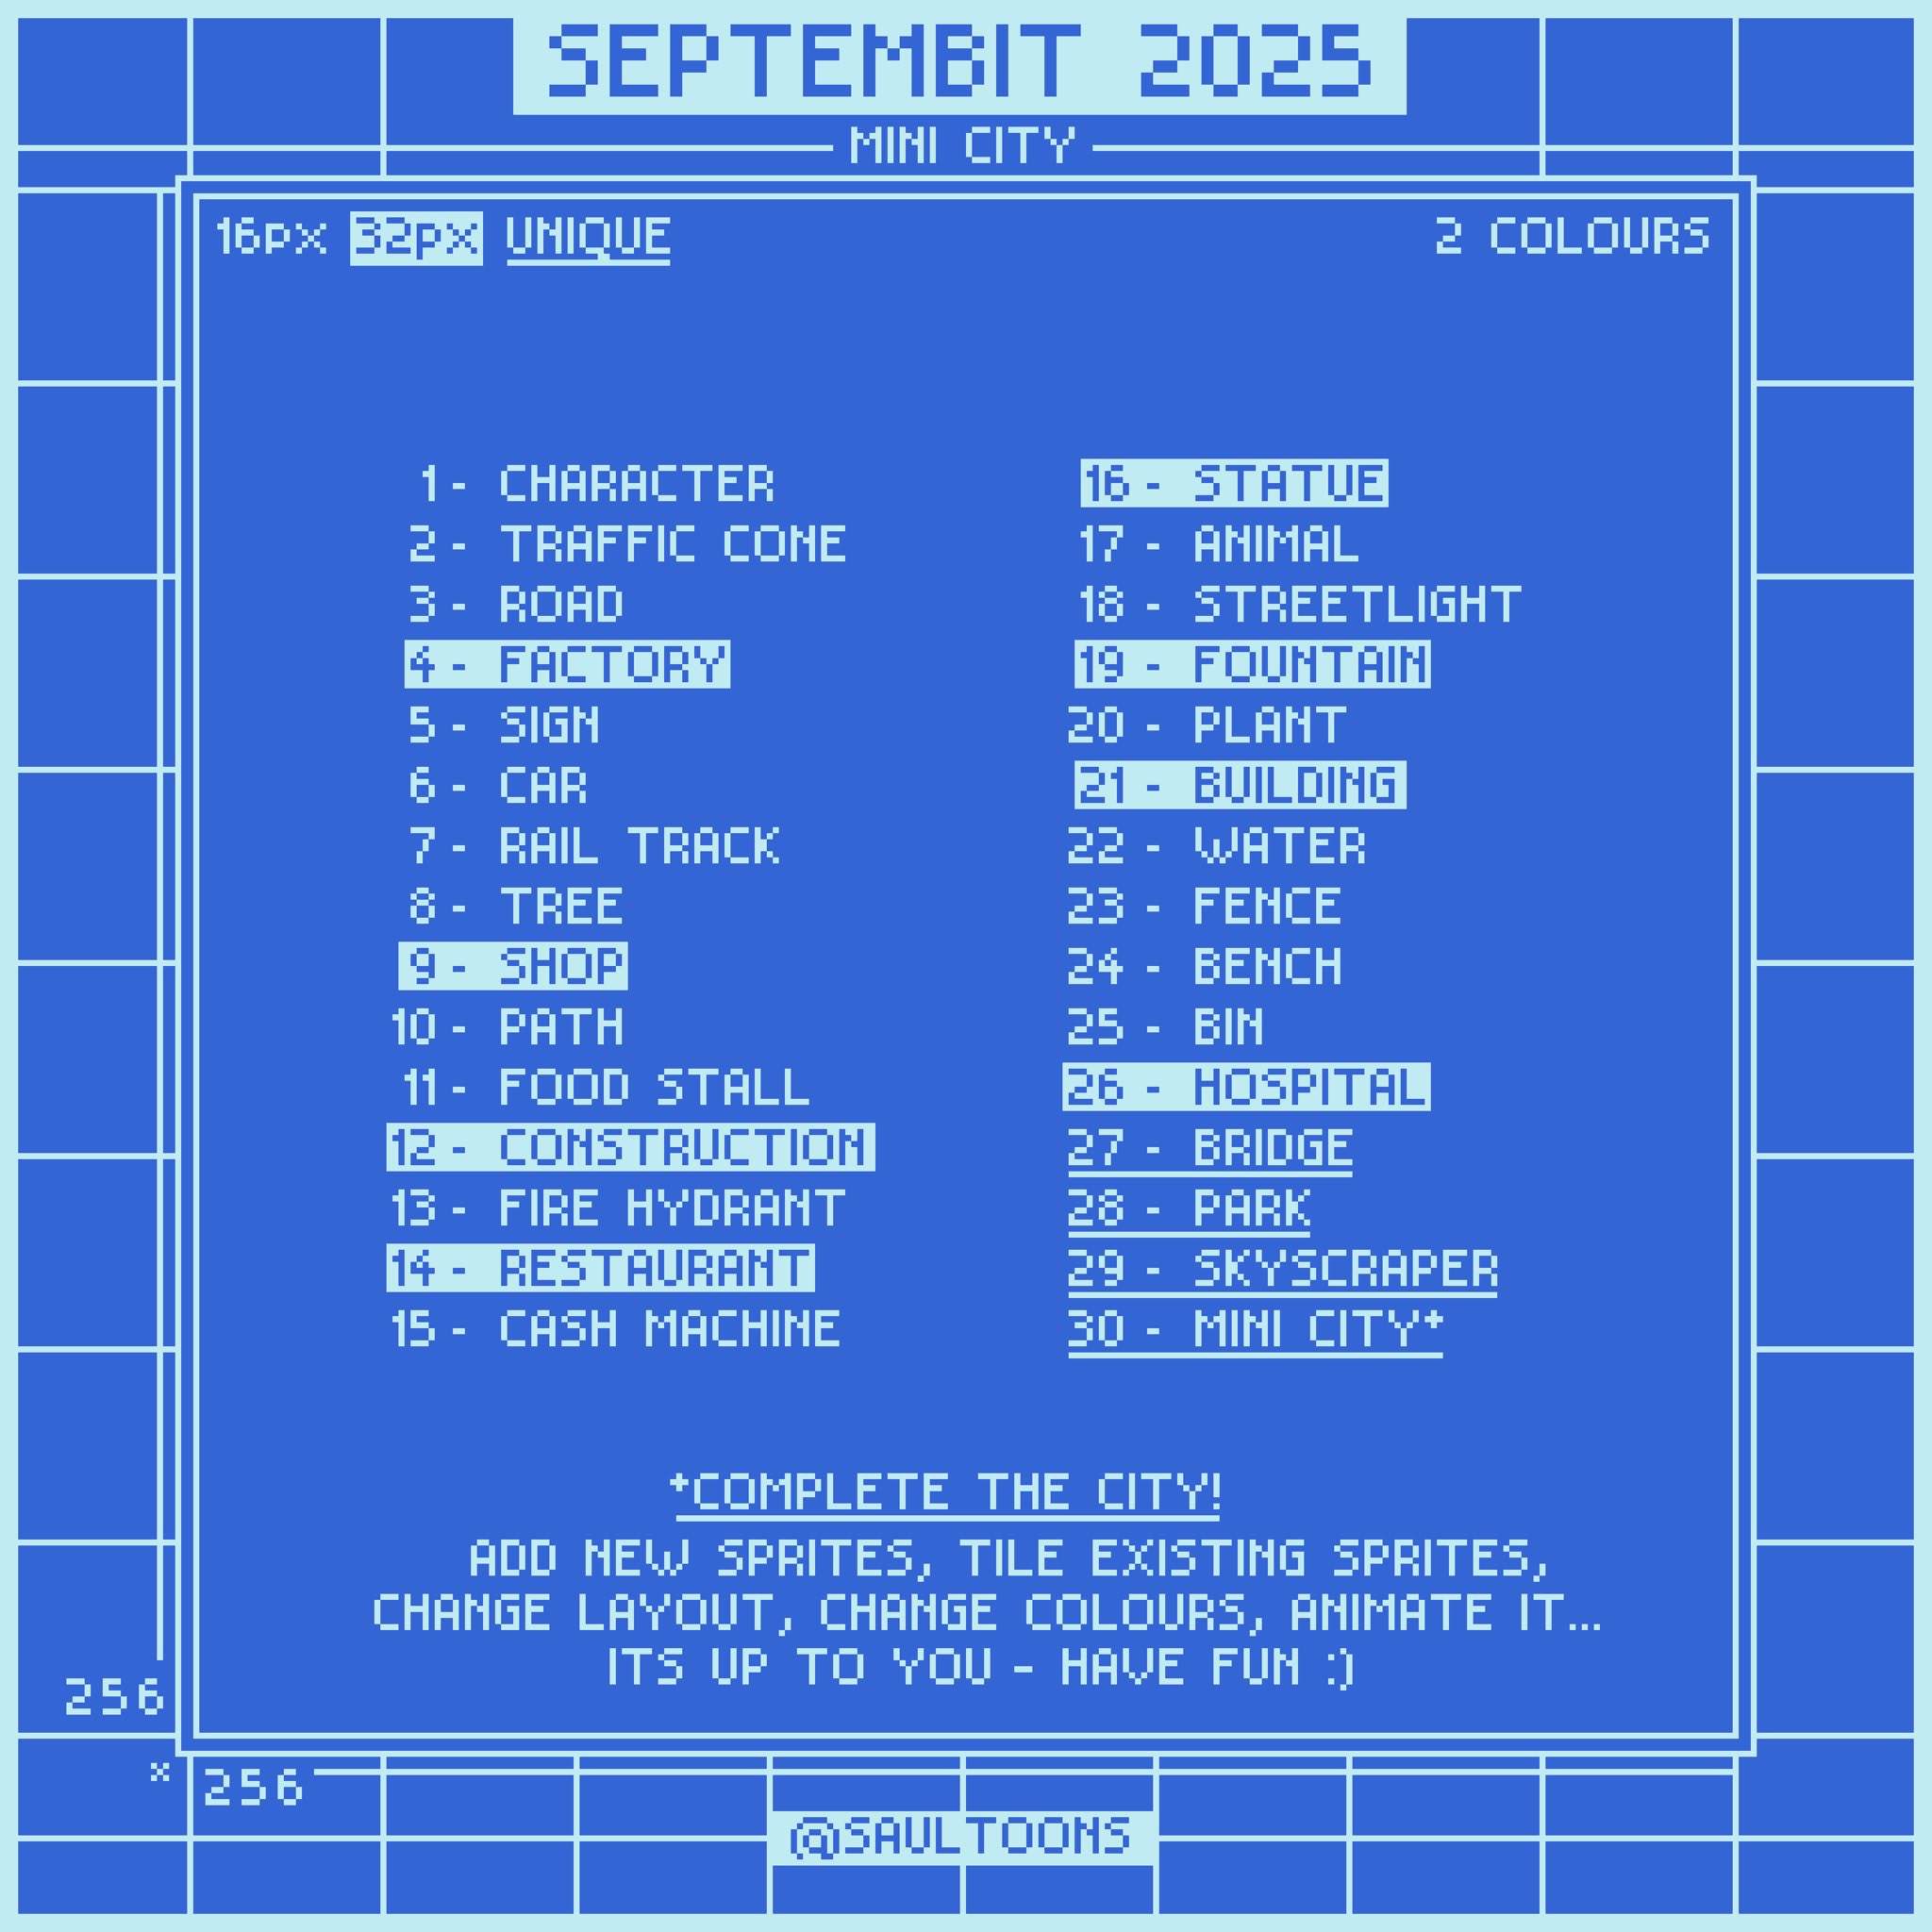 SEPTEMBIT 2025
MINI CITY
16px 32px UNIQUE
2 COLOURS
1 - CHARACTER
2 - TRAFFIC CONE
3 - ROAD
4 - FACTORY
5 - SIGN
6 - CAR
7 - RAIL TRACK
8 - TREE
9 - SHOP
10 - PATH
11 - FOOD STALL
12 - CONSTRUCTION
13 - FIRE HYDRANT
14 - RESTAURANT
15 - CASH MACHINE
16 - STATUE
17 - ANIMAL
18 - STREETLIGHT
19 - FOUNTAIN
20 - PLANT
21 - BUILDING
22 - WATER
23 - FENCE
24 - BENCH
25 - BIN
26 - HOSPITAL
27 - BRIDGE
28 - PARK
29 - SKYSCRAPER
30 - MINI CITY*
*COMPLETE THE CITY!
ADD NEW SPRITES, TILE EXISTING SPRITES,
CHANGE LAYOUT, CHANGE COLOURS, ANIMATE IT...
ITS UP TO YOU - HAVE FUN :)
256
x 256
@SAULTOONS